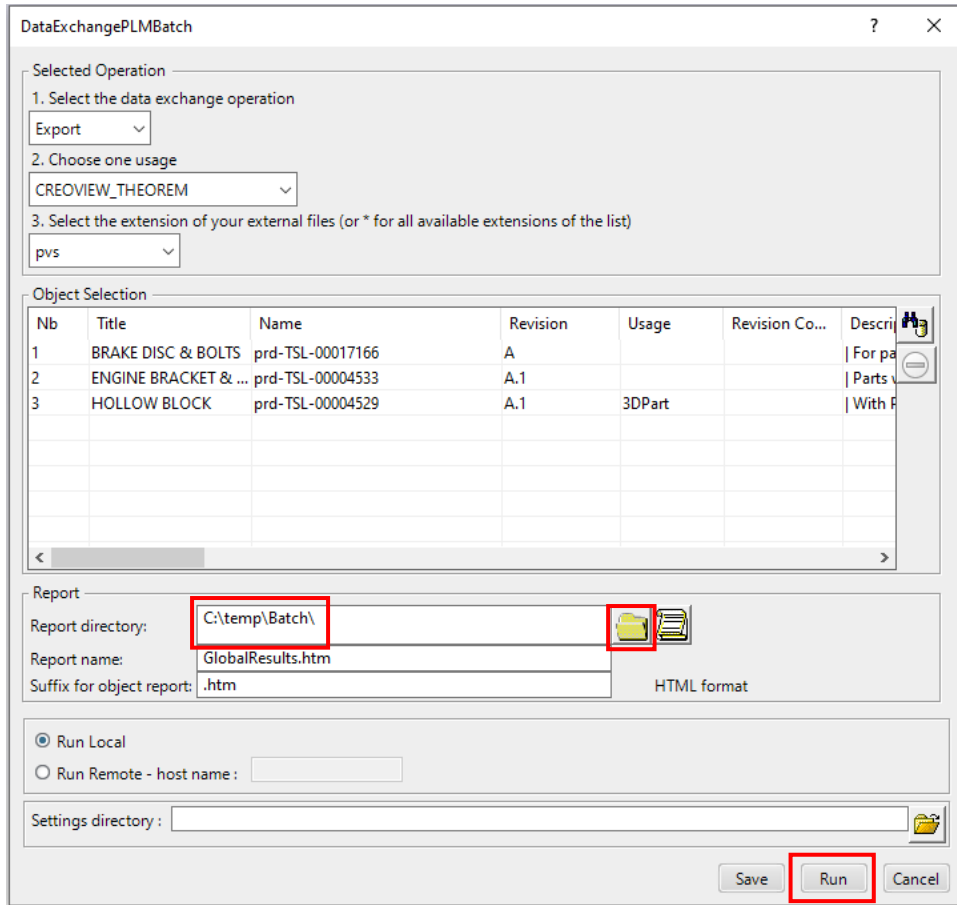 DataExchangePLMBatch ?
Selected Operation
1. Select the data exchange operation
Export
2. Choose one usage
CREOVIEW_THEOREM
3. Select the extension of your external files (or * for all available extensions of the list)
pvs
Object Selection
Nb Title Name Revision Usage Revision Co... Descri
1 BRAKE DISC & BOLTS prd-TSL-00017166 A | For pa
2 ENGINE BRACKET & ... prd-TSL-00004533 A.1 | Parts
3 HOLLOW BLOCK prd-TSL-00004529 A.1 3DPart | With
Report
Report directory: C:\temp\Batch\
Report name: GlobalResults.htm
Suffix for object report: .htm HTML format
Run Local
Run Remote - host name :
Settings directory :
Save Run Cancel